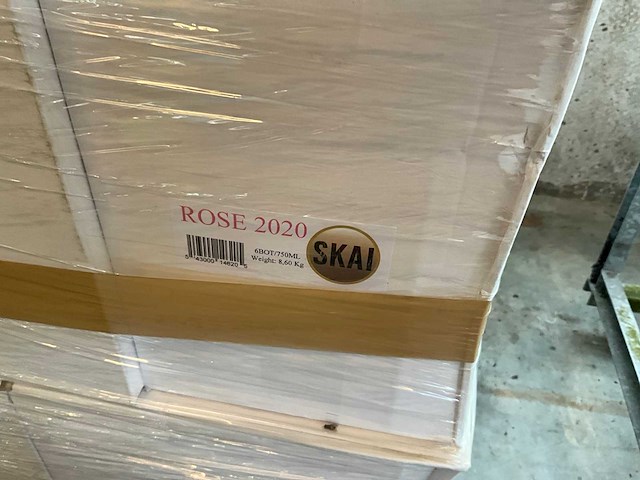 ROSE 2020
6BOT/750ML
Weight: 8,60 Kg
SKAI